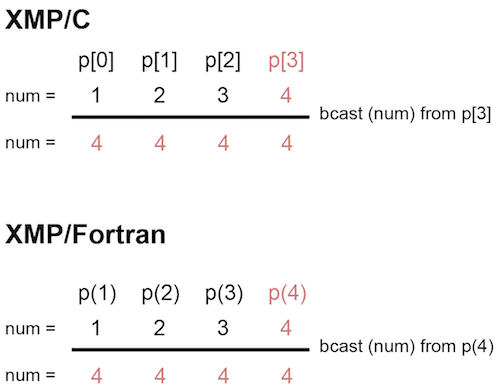 XMP/C
p[0] p[1] p[2] p[3]
num = 1 2 3 4
bcast (num) from p[3]
num = 4 4 4 4
XMP/Fortran
p(1) p(2) p(3) p(4)
num = 1 2 3 4
bcast (num) from p(4)
num = 4 4 4 4